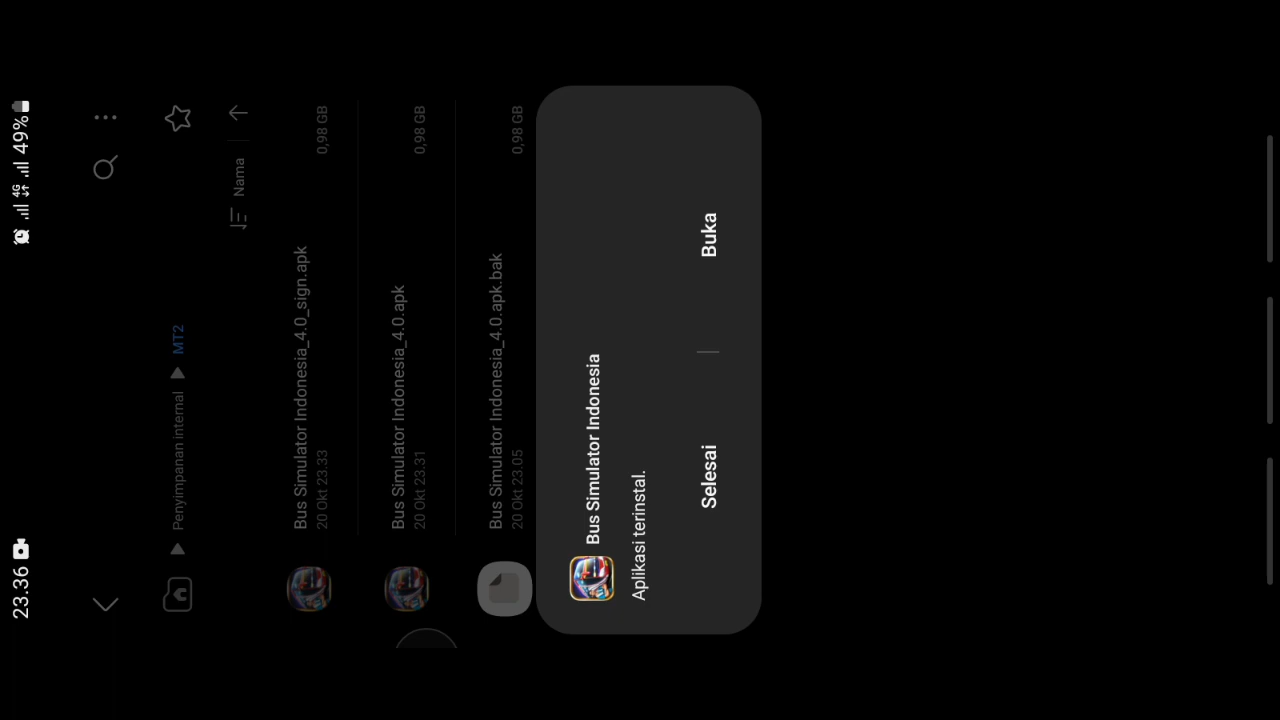 23.36
4G
49%
Penyimpanan internal
MT2
Nama
Bus Simulator Indonesia_4.0_sign.apk
20 Okt 23.33
0,98 GB
Bus Simulator Indonesia_4.0.apk
20 Okt 23.31
0,98 GB
Bus Simulator Indonesia_4.0.apk.bak
20 Okt 23.05
0,98 GB
Bus Simulator Indonesia
Aplikasi terinstal.
Selesai
Buka